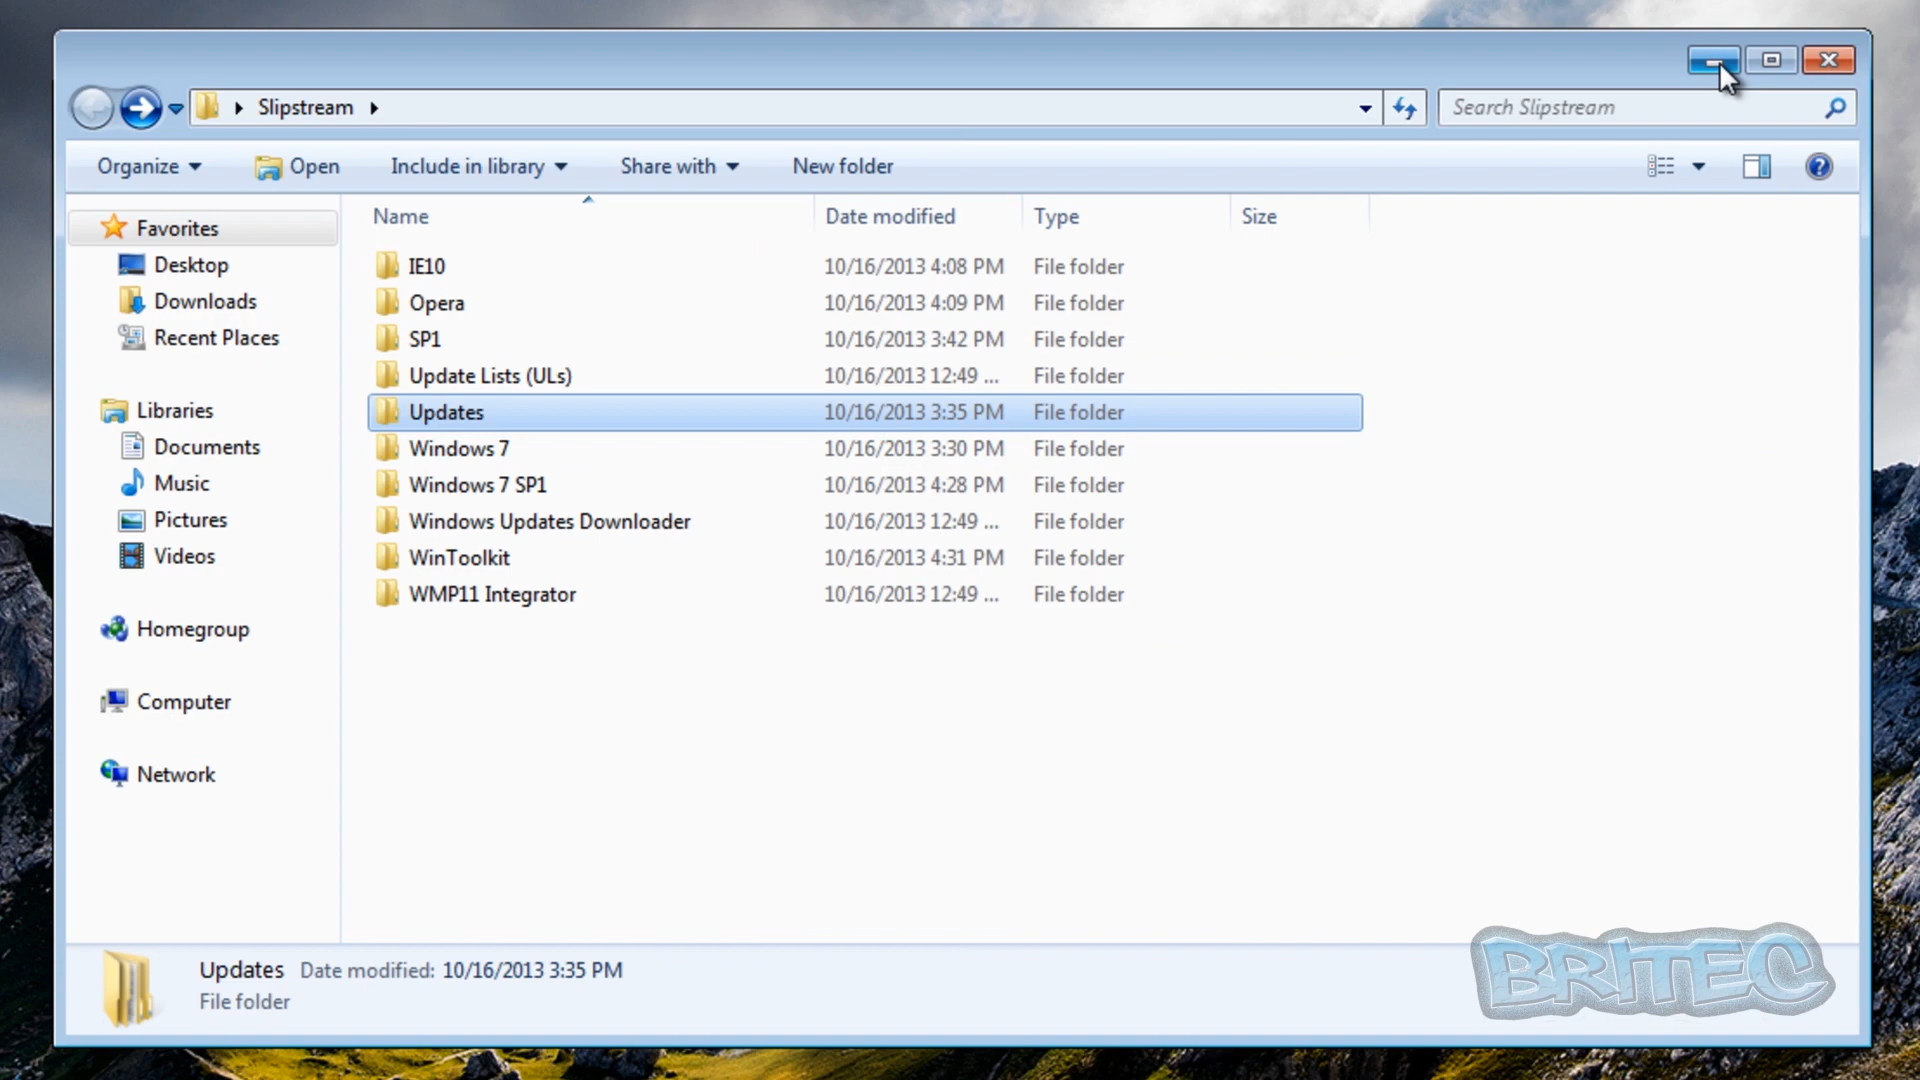 Slipstream
Search Slipstream
Organize Open Include in library Share with New folder
Name Date modified Type Size
Favorites
Desktop
Downloads
Recent Places
Libraries
Documents
Music
Pictures
Videos
Homegroup
Computer
Network
IE10 10/16/2013 4:08 PM File folder
Opera 10/16/2013 4:09 PM File folder
SP1 10/16/2013 3:42 PM File folder
Update Lists (ULs) 10/16/2013 12:49 ... File folder
Updates 10/16/2013 3:35 PM File folder
Windows 7 10/16/2013 3:30 PM File folder
Windows 7 SP1 10/16/2013 4:28 PM File folder
Windows Updates Downloader 10/16/2013 12:49 ... File folder
WinToolkit 10/16/2013 4:31 PM File folder
WMP11 Integrator 10/16/2013 12:49 ... File folder
Updates Date modified: 10/16/2013 3:35 PM
File folder
BRITEC